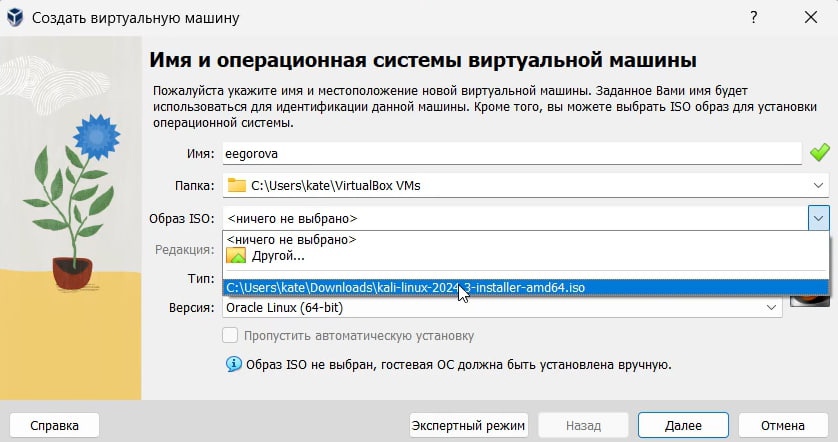 Создать виртуальную машину
Имя и операционная системы виртуальной машины
Пожалуйста укажите имя и местоположение новой виртуальной машины. Заданное Вами имя будет
использоваться для идентификации данной машины. Кроме того, вы можете выбрать ISO образ для установки
операционной системы.
Имя: eegorova
Папка: C:\Users\kate\VirtualBox VMs
Образ ISO: <ничего не выбрано>
<ничего не выбрано>
Редакция: Другой...
Тип:
C:\Users\kate\Downloads\kali-linux-2024.3-installer-amd64.iso
Версия: Oracle Linux (64-bit)
Пропустить автоматическую установку
Образ ISO не выбран, гостевая ОС должна быть установлена вручную.
Справка Экспертный режим Назад Далее Отмена